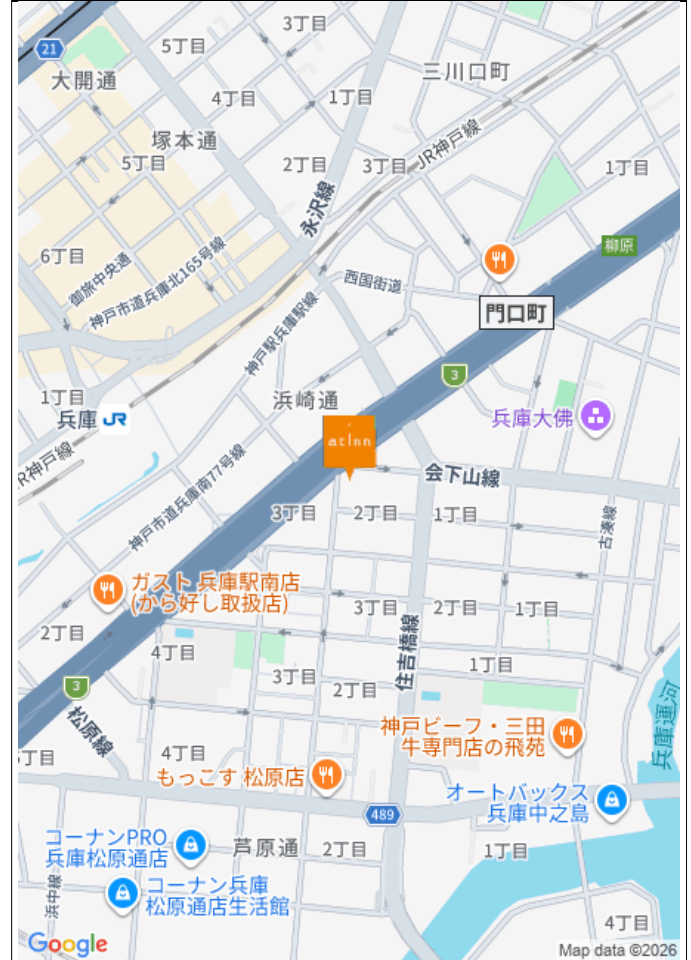 3丁目
21
5丁目
三川口町
大開通
4丁目
1丁目
塚本通
5丁目
2丁目
3丁目
JR神戸線
1丁目
永沢線
柳原
6丁目
御旅中央通
神戸市道兵庫北165号線
西国街道
門口町
神戸駅兵庫駅線
3
1丁目
兵庫 JR
浜崎通
兵庫大佛
at inn
JR神戸線
会下山線
神戸市道兵庫南77号線
3丁目
2丁目
1丁目
古湊線
ガスト 兵庫駅南店
(から好し取扱店)
3丁目
2丁目
1丁目
2丁目
4丁目
住吉橋線
1丁目
3丁目
2丁目
3
松原線
兵庫運河
神戸ビーフ・三田
牛専門店の飛苑
丁目
4丁目
もっこす 松原店
オートバックス
兵庫中之島
489
コーナンPRO
兵庫松原通店
芦原通
2丁目
1丁目
コーナン兵庫
松原通店生活館
浜中線
4丁目
Google
Map data ©2026